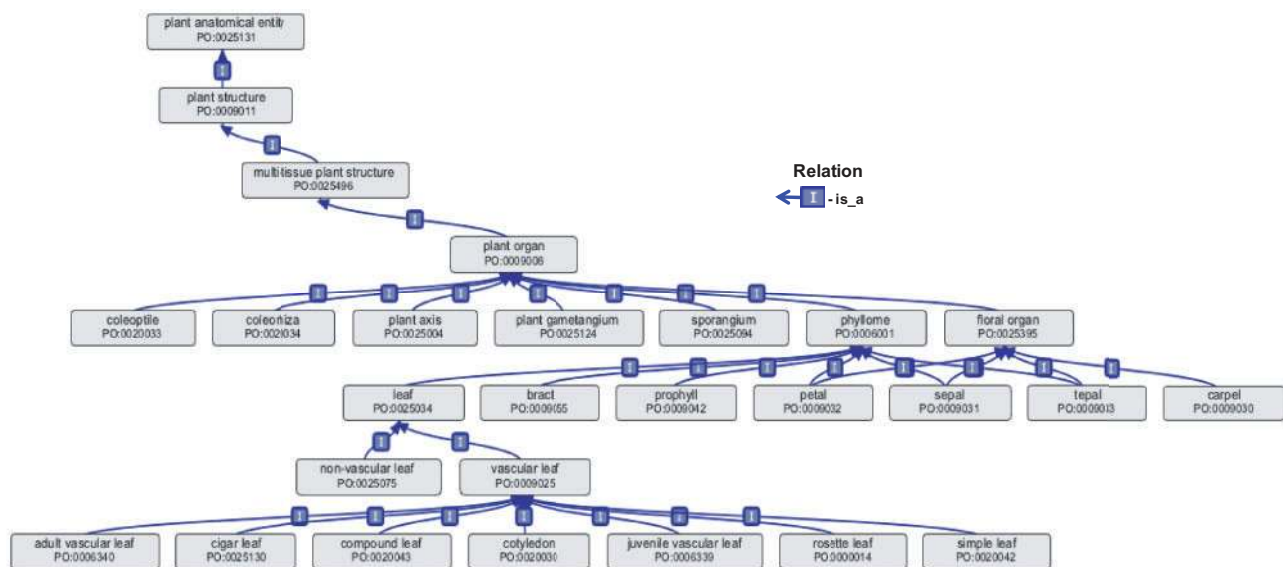 plant anatomical entity
PO:0025131
I
plant structure
PO:0009011
I
multi-tissue plant structure
PO:0025496
Relation
I - is_a
I
plant organ
PO:0009008
I I I I I I I
coleoptile
PO:0020033
coleorhiza
PO:0020034
plant axis
PO:0025004
plant gametangium
PO:0025124
sporangium
PO:0025094
phyllome
PO:0006001
floral organ
PO:0025395
I I I I I I I I
leaf
PO:0025034
bract
PO:0009055
prophyll
PO:0009042
petal
PO:0009032
sepal
PO:0009031
tepal
PO:0009033
carpel
PO:0009030
I I
non-vascular leaf
PO:0025075
vascular leaf
PO:0009025
I I I I I I I
adult vascular leaf
PO:0006340
cigar leaf
PO:0025130
compound leaf
PO:0020043
cotyledon
PO:0020030
juvenile vascular leaf
PO:0006339
rosette leaf
PO:0000014
simple leaf
PO:0020042